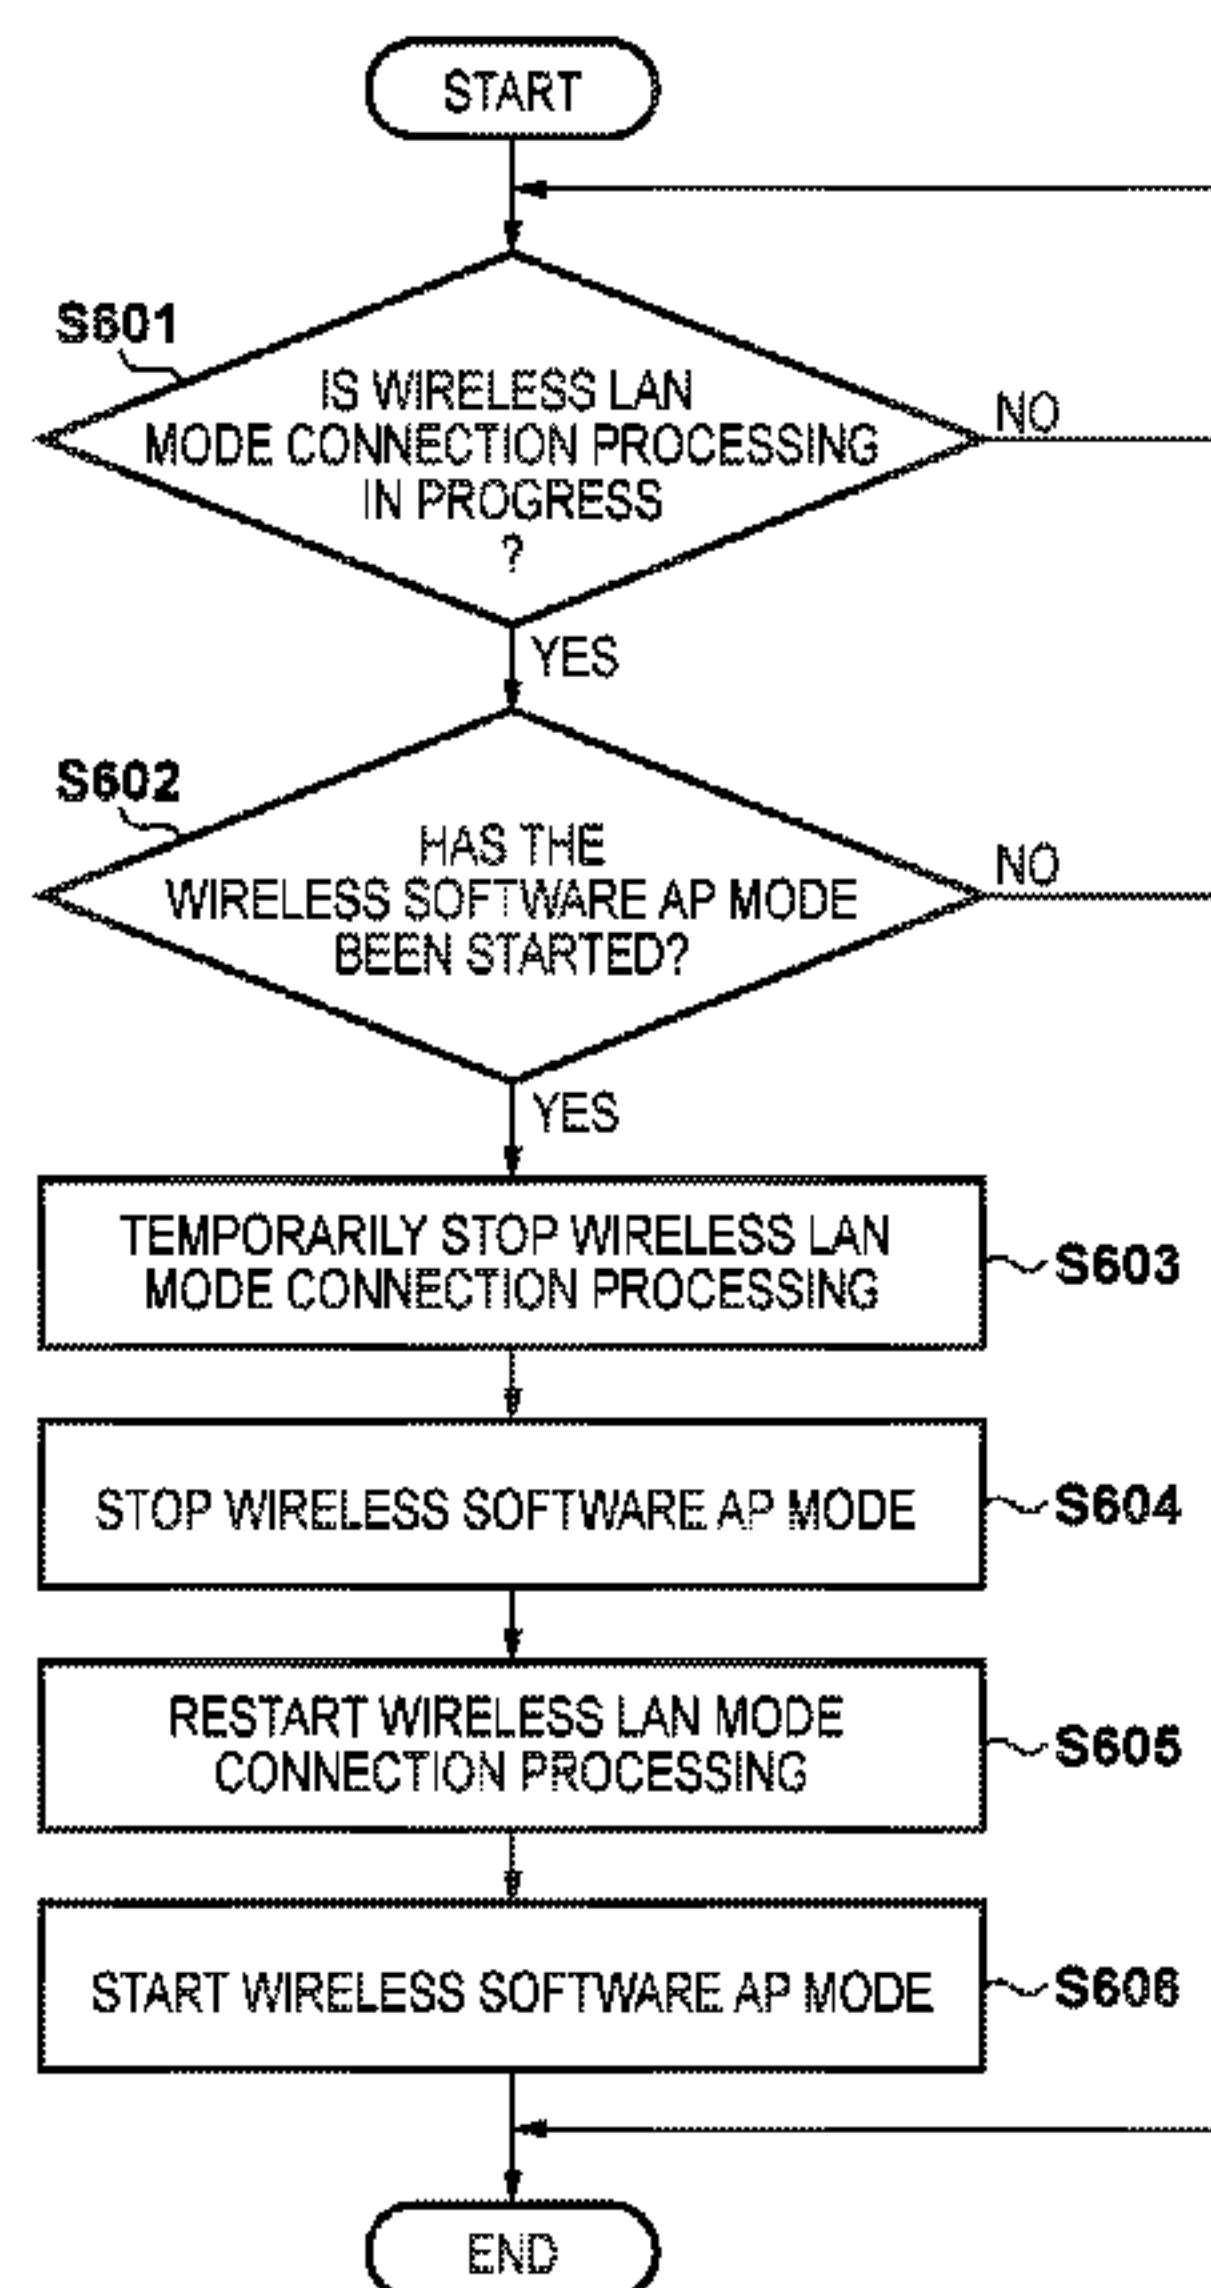 START
S601
IS WIRELESS LAN
MODE CONNECTION PROCESSING
IN PROGRESS
?
NO
YES
S602
HAS THE
WIRELESS SOFTWARE AP MODE
BEEN STARTED?
NO
YES
TEMPORARILY STOP WIRELESS LAN
MODE CONNECTION PROCESSING
S603
STOP WIRELESS SOFTWARE AP MODE
S604
RESTART WIRELESS LAN MODE
CONNECTION PROCESSING
S605
START WIRELESS SOFTWARE AP MODE
S606
END